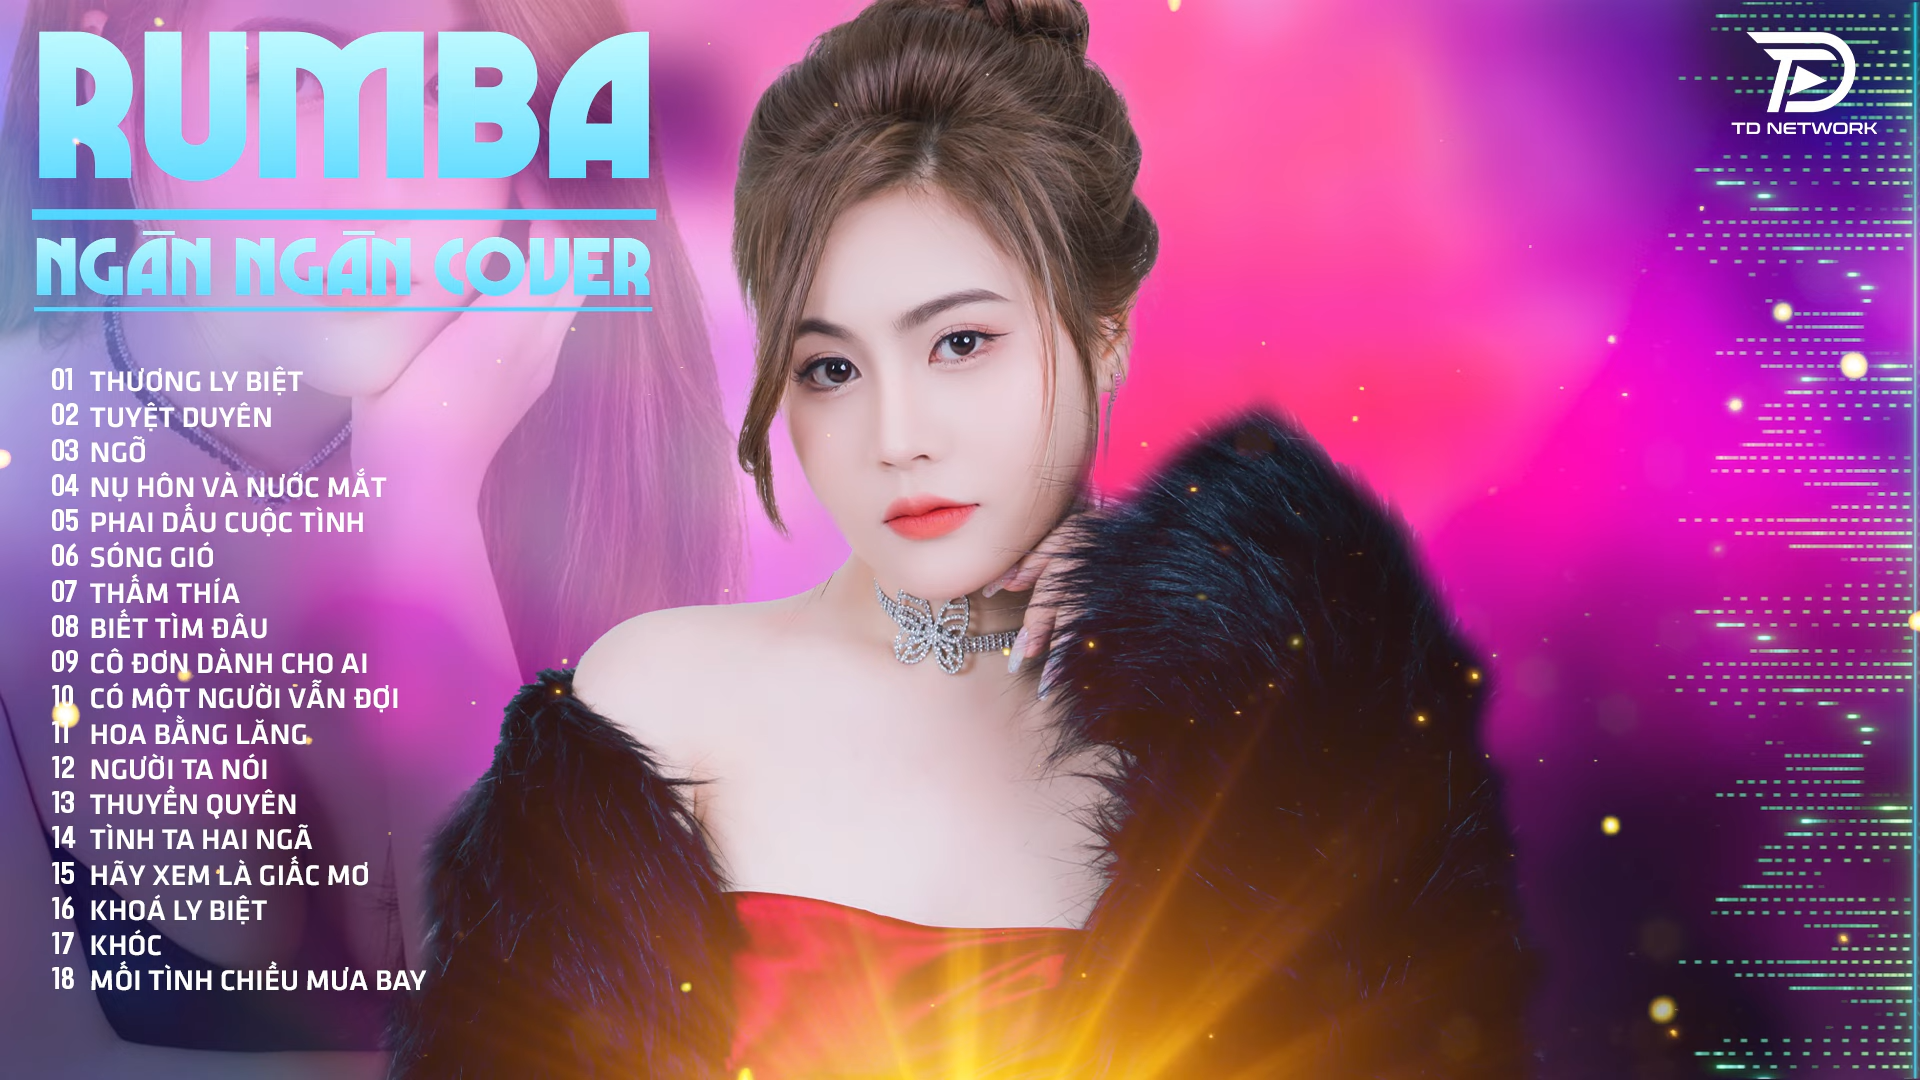 RUMBA
NGÂN NGÂN COVER
01 THƯƠNG LY BIỆT
02 TUYỆT DUYÊN
03 NGỠ
04 NỤ HÔN VÀ NƯỚC MẮT
05 PHAI DẤU CUỘC TÌNH
06 SÓNG GIÓ
07 THẤM THÍA
08 BIẾT TÌM ĐÂU
09 CÔ ĐƠN DÀNH CHO AI
10 CÓ MỘT NGƯỜI VẪN ĐỢI
11 HOA BẰNG LĂNG
12 NGƯỜI TA NÓI
13 THUYỀN QUYÊN
14 TÌNH TA HAI NGÃ
15 HÃY XEM LÀ GIẤC MƠ
16 KHOÁ LY BIỆT
17 KHÓC
18 MỐI TÌNH CHIỀU MƯA BAY
TD NETWORK